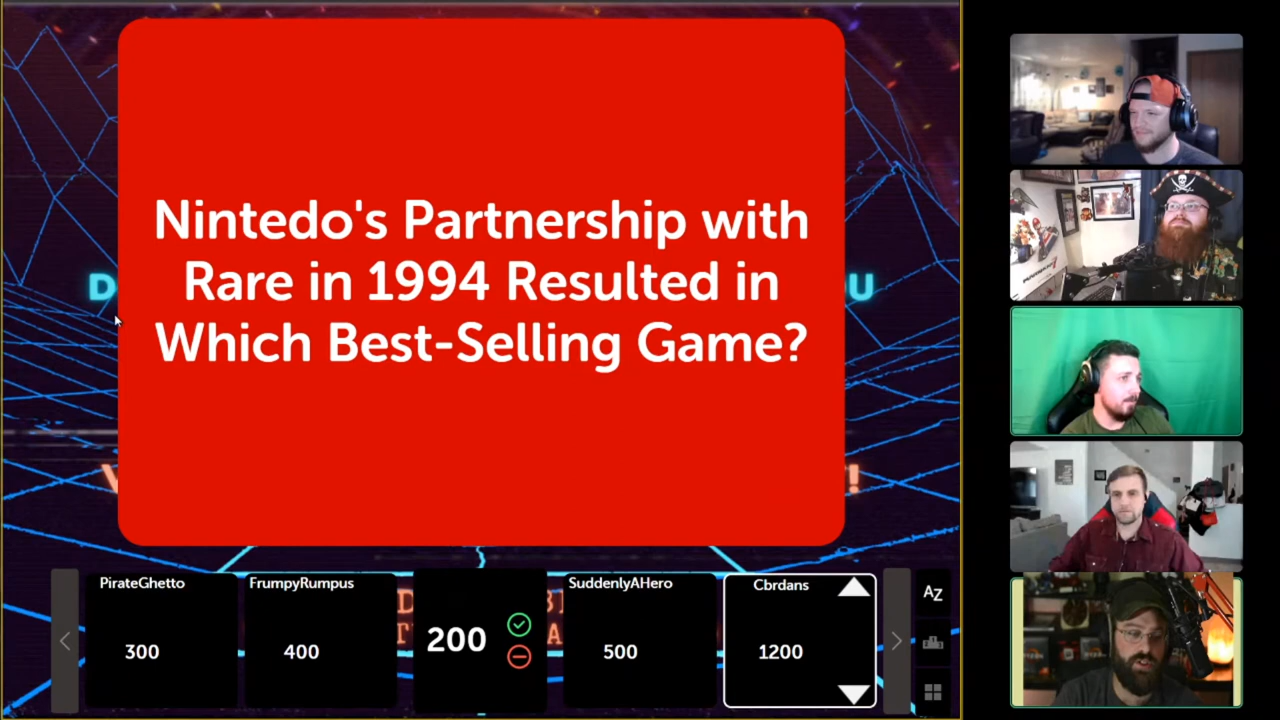 Nintedo's Partnership with
Rare in 1994 Resulted in
Which Best-Selling Game?
D
U
!
PirateGhetto
FrumpyRumpus
SuddenlyAHero
Cbrdans
300
400
200
500
1200
AZ